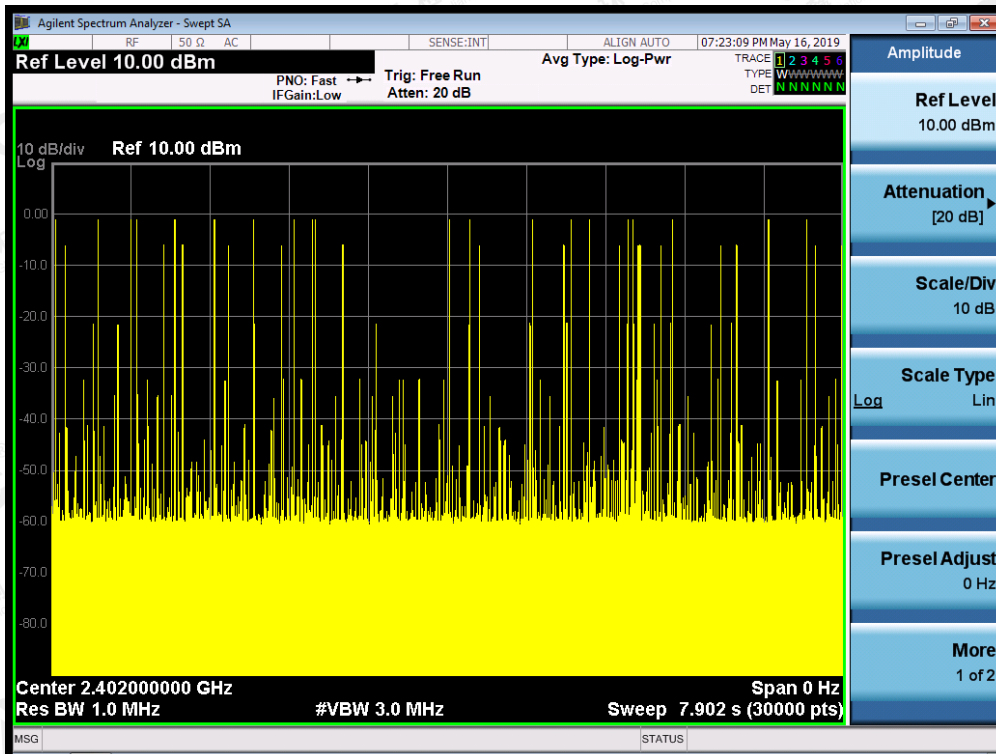 Agilent Spectrum Analyzer - Swept SA
LXI
RF 50 Ω AC SENSE:INT ALIGN AUTO 07:23:09 PM May 16, 2019
Ref Level 10.00 dBm
Avg Type: Log-Pwr
TRACE 1 2 3 4 5 6
PNO: Fast
Trig: Free Run
TYPE WWWWWW
IFGain:Low
Atten: 20 dB
DET N N N N N N
10 dB/div
Ref 10.00 dBm
Log
0.00
-10.0
-20.0
-30.0
-40.0
-50.0
-60.0
-70.0
-80.0
Center 2.402000000 GHz
Span 0 Hz
Res BW 1.0 MHz
#VBW 3.0 MHz
Sweep 7.902 s (30000 pts)
MSG
STATUS
Amplitude
Ref Level
10.00 dBm
Attenuation
[20 dB]
Scale/Div
10 dB
Scale Type
Log Lin
Presel Center
Presel Adjust
0 Hz
More
1 of 2